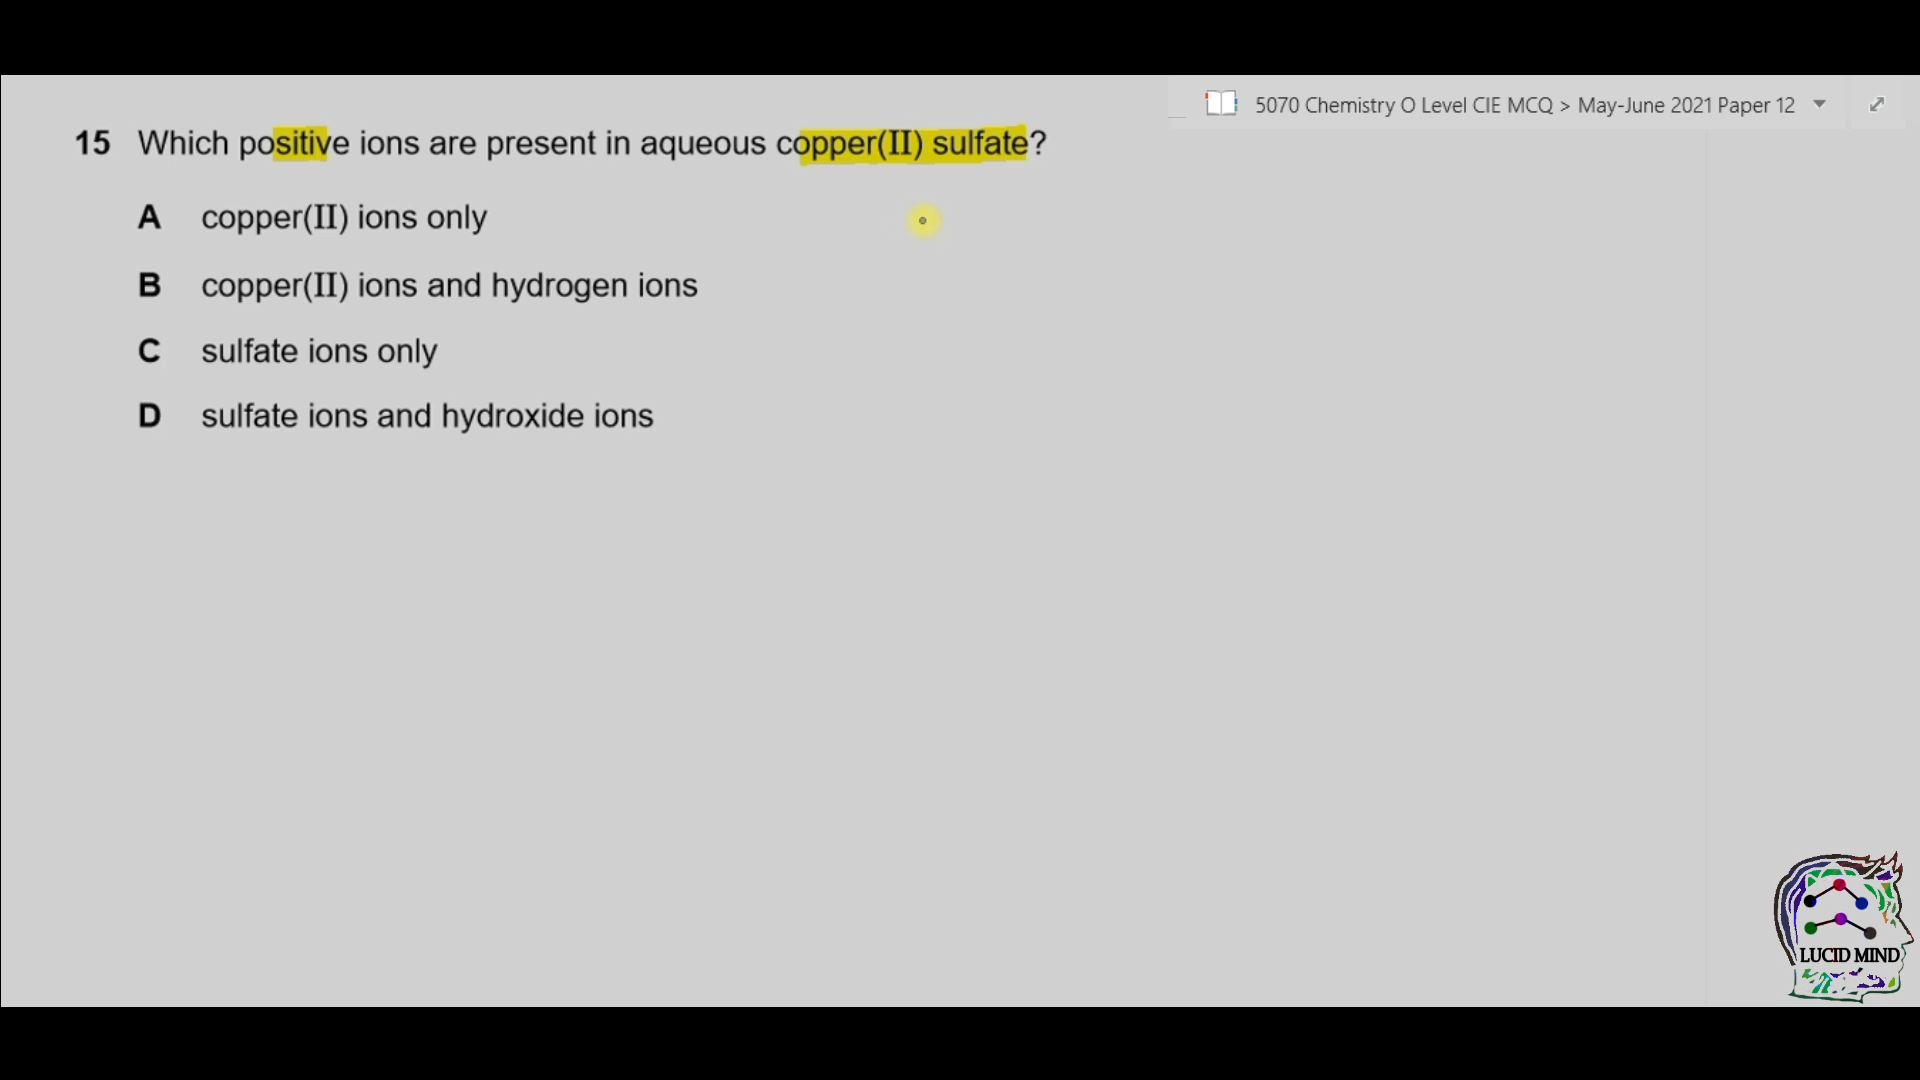 5070 Chemistry O Level CIE MCQ > May-June 2021 Paper 12
15 Which positive ions are present in aqueous copper(II) sulfate?
A copper(II) ions only
B copper(II) ions and hydrogen ions
C sulfate ions only
D sulfate ions and hydroxide ions
LUCID MIND